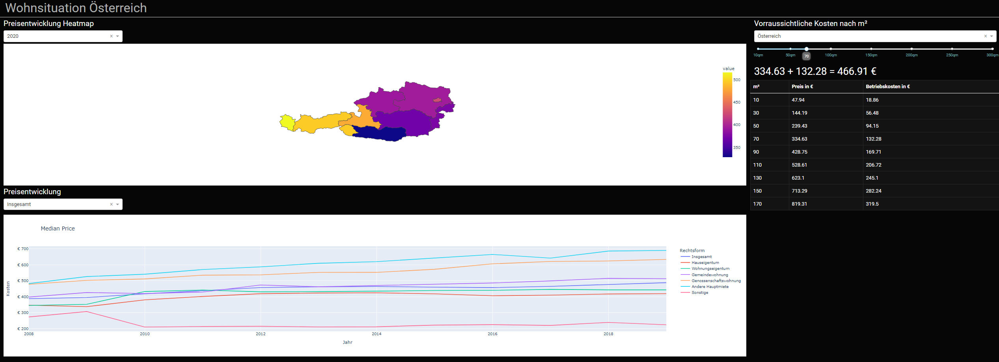 Wohnsituation Österreich
Preisentwicklung Heatmap
2020
value
500
450
400
350
Preisentwicklung
Insgesamt
Median Price
Kosten
€ 700
€ 600
€ 500
€ 400
€ 300
€ 200
2008 2010 2012 2014 2016 2018
Jahr
Rechtsform
Insgesamt
Hauseigentum
Wohnungseigentum
Gemeindewohnung
Genossenschaftswohnung
Andere Hauptmiete
Sonstige
Vorraussichtliche Kosten nach m²
Österreich
10qm 50qm 100qm 150qm 200qm 250qm 300qm
70
334.63 + 132.28 = 466.91 €
m² Preis in € Betriebskosten in €
10 47.94 18.86
30 144.19 56.48
50 239.43 94.15
70 334.63 132.28
90 428.75 169.71
110 528.61 206.72
130 623.1 245.1
150 713.29 282.24
170 819.31 319.5